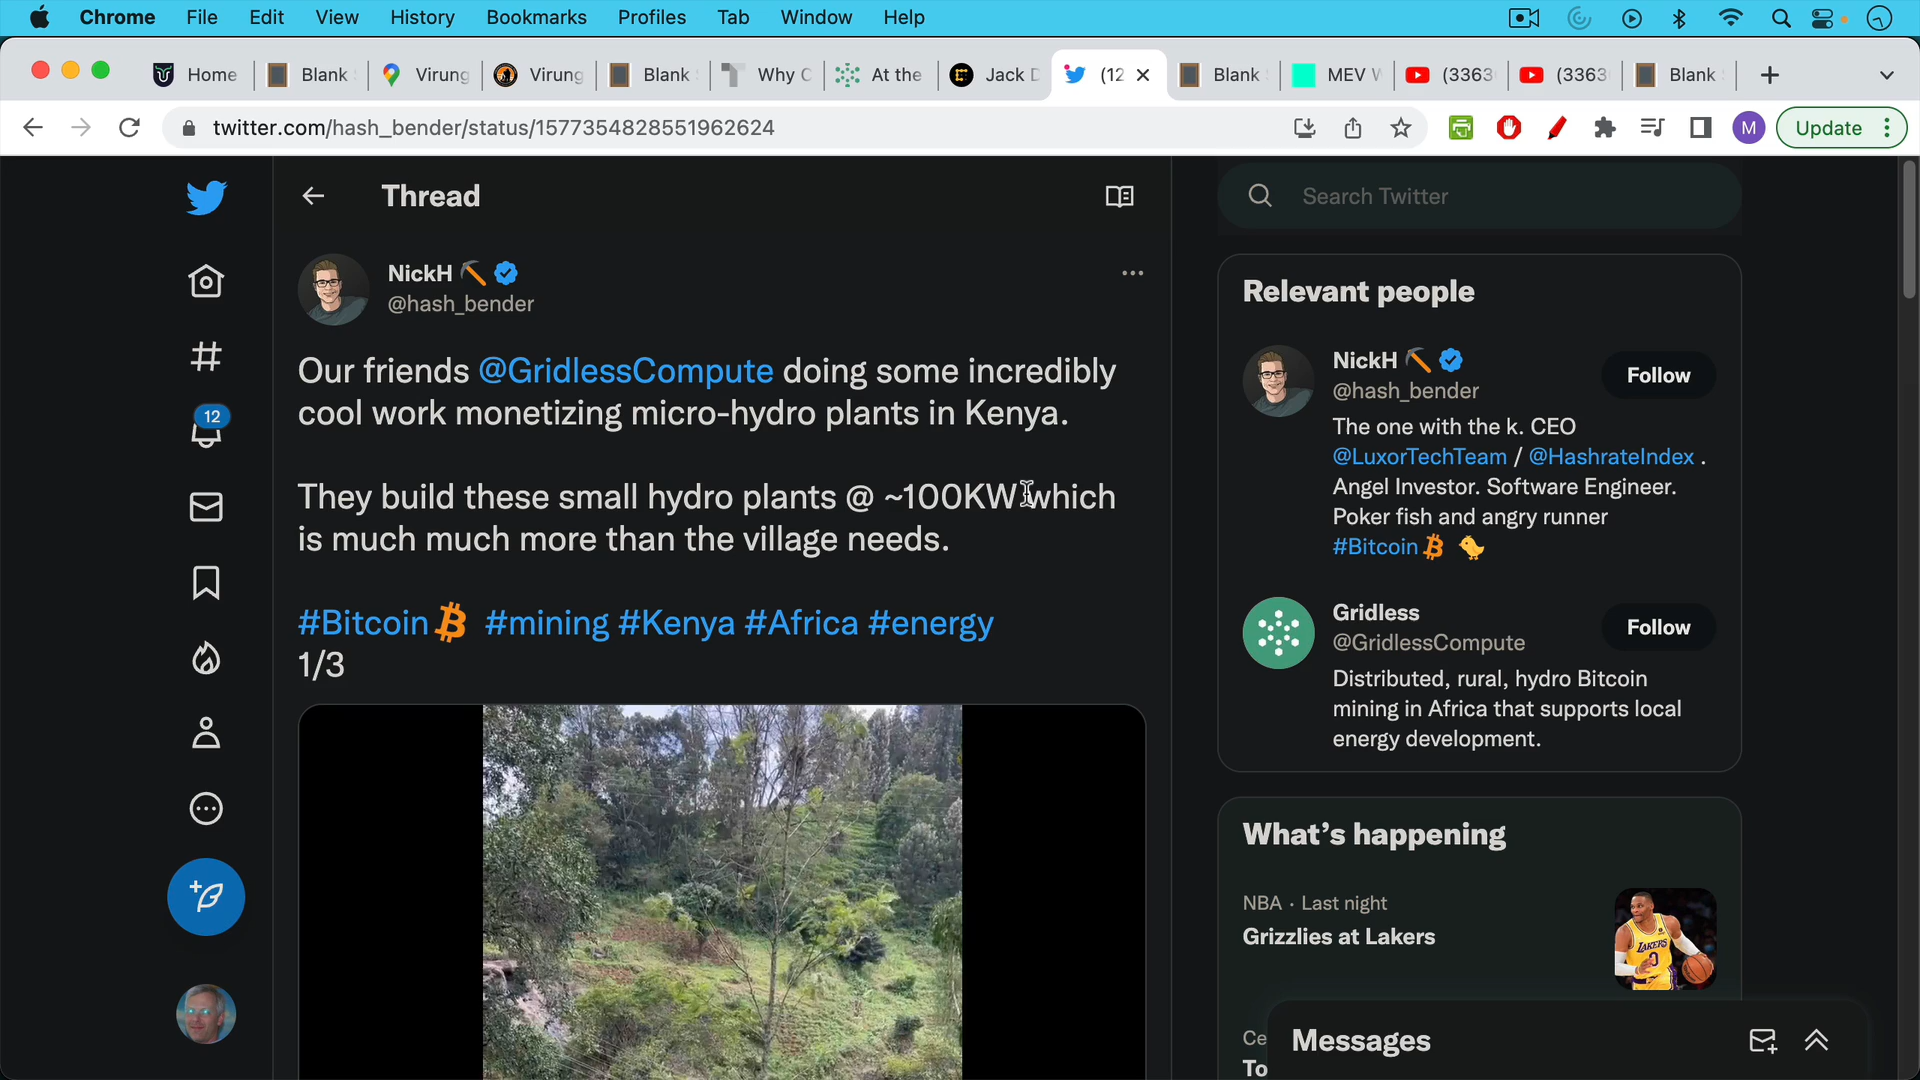 Chrome File Edit View History Bookmarks Profiles Tab Window Help
Home Blank Virung Virung Blank Why C At the Jack D (12 Blank MEV W (3363 (3363 Blank
twitter.com/hash_bender/status/1577354828551962624
M Update
Thread
Search Twitter
NickH
@hash_bender
Our friends @GridlessCompute doing some incredibly
cool work monetizing micro-hydro plants in Kenya.
They build these small hydro plants @ ~100KW which
is much much more than the village needs.
#Bitcoin #mining #Kenya #Africa #energy
1/3
12
Relevant people
NickH
@hash_bender
Follow
The one with the k. CEO
@LuxorTechTeam / @HashrateIndex .
Angel Investor. Software Engineer.
Poker fish and angry runner
#Bitcoin
Gridless
@GridlessCompute
Follow
Distributed, rural, hydro Bitcoin
mining in Africa that supports local
energy development.
What's happening
NBA · Last night
Grizzlies at Lakers
LAKERS
0
Ce
To
Messages